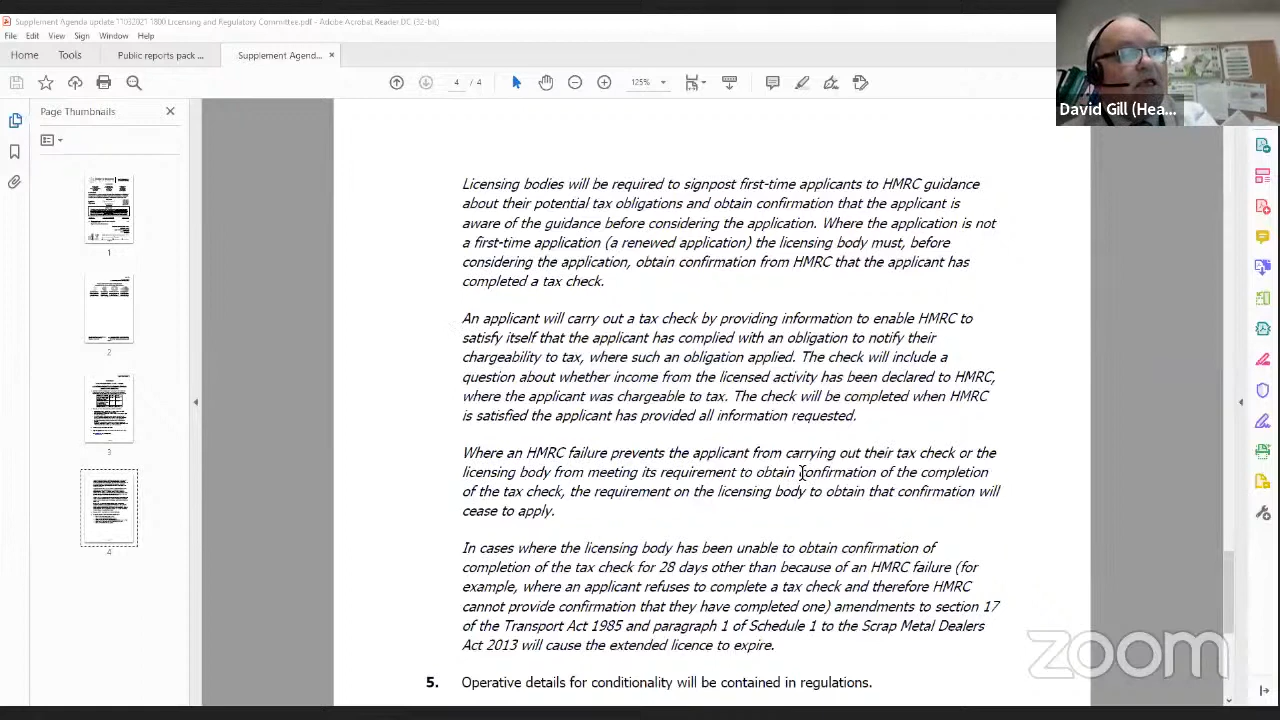 Supplement Agenda update 11032021 1800 Licensing and Regulatory Committee.pdf - Adobe Acrobat Reader DC (32-bit)
File Edit View Sign Window Help
Home Tools Public reports pack ... Supplement Agend... ×
4 / 4 125%
Page Thumbnails
1
2
3
4
David Gill (Hea...
Licensing bodies will be required to signpost first-time applicants to HMRC guidance
about their potential tax obligations and obtain confirmation that the applicant is
aware of the guidance before considering the application. Where the application is not
a first-time application (a renewed application) the licensing body must, before
considering the application, obtain confirmation from HMRC that the applicant has
completed a tax check.
An applicant will carry out a tax check by providing information to enable HMRC to
satisfy itself that the applicant has complied with an obligation to notify their
chargeability to tax, where such an obligation applied. The check will include a
question about whether income from the licensed activity has been declared to HMRC,
where the applicant was chargeable to tax. The check will be completed when HMRC
is satisfied the applicant has provided all information requested.
Where an HMRC failure prevents the applicant from carrying out their tax check or the
licensing body from meeting its requirement to obtain confirmation of the completion
of the tax check, the requirement on the licensing body to obtain that confirmation will
cease to apply.
In cases where the licensing body has been unable to obtain confirmation of
completion of the tax check for 28 days other than because of an HMRC failure (for
example, where an applicant refuses to complete a tax check and therefore HMRC
cannot provide confirmation that they have completed one) amendments to section 17
of the Transport Act 1985 and paragraph 1 of Schedule 1 to the Scrap Metal Dealers
Act 2013 will cause the extended licence to expire.
5. Operative details for conditionality will be contained in regulations.
zoom